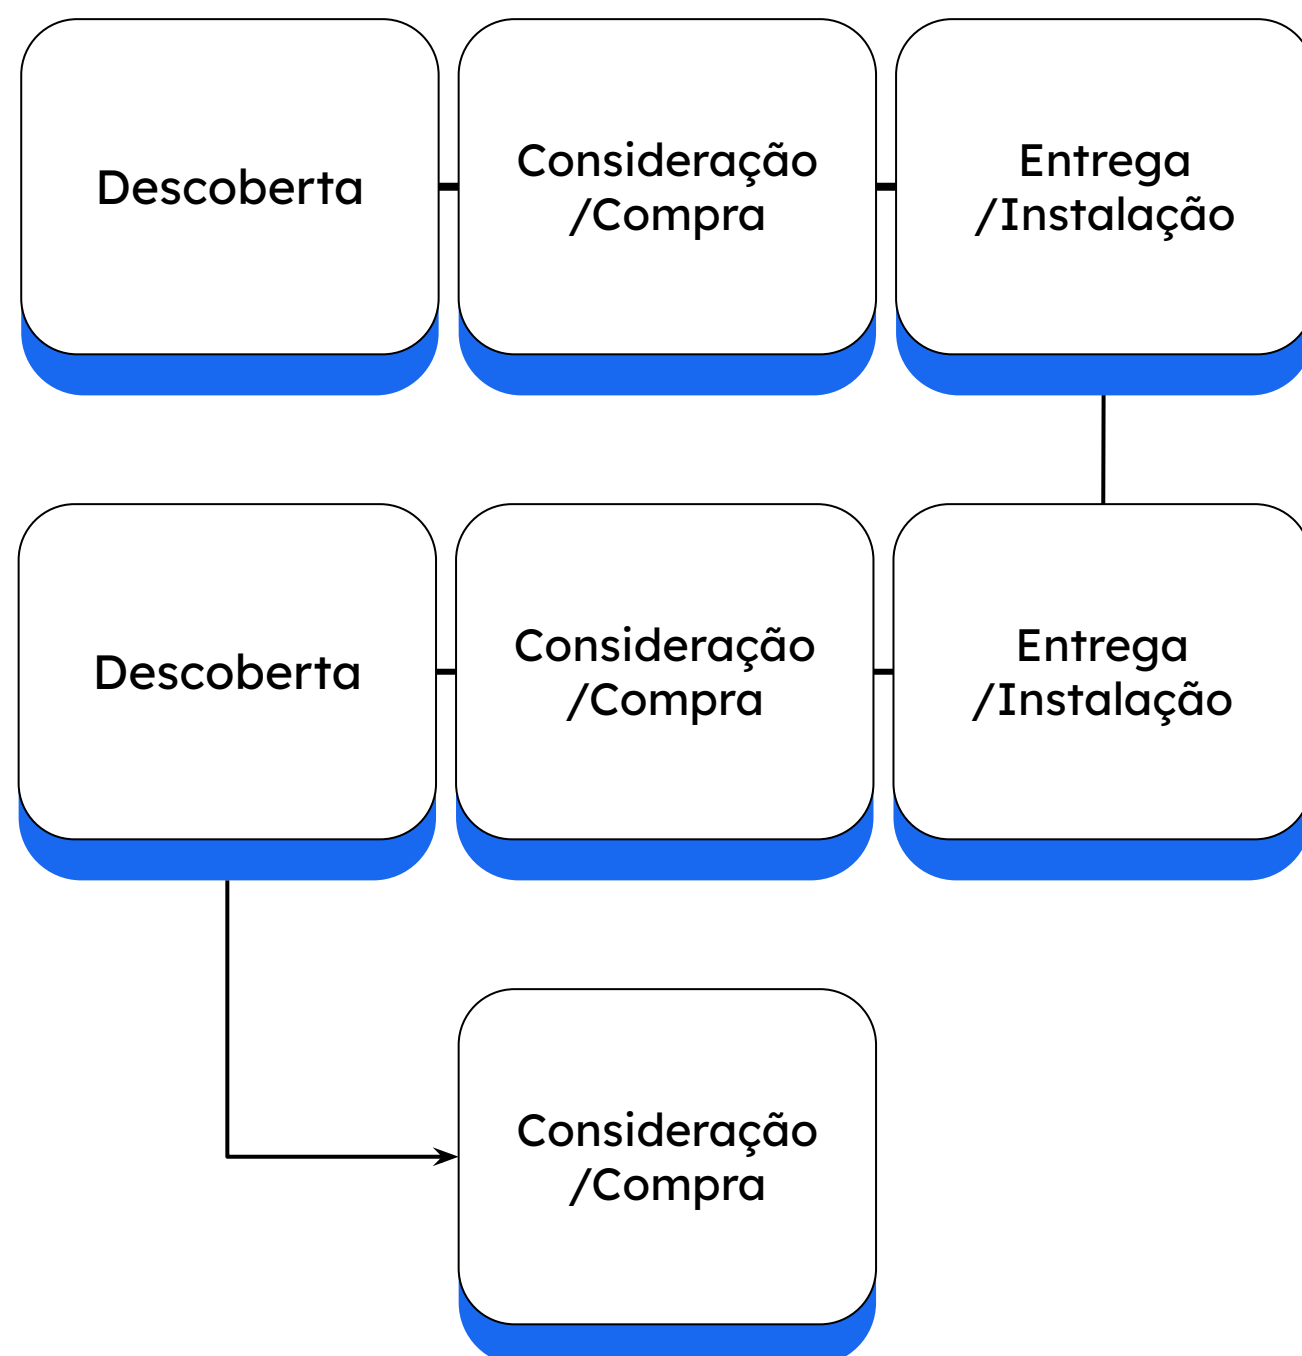 Descoberta
Consideração
/Compra
Entrega
/Instalação
Descoberta
Consideração
/Compra
Entrega
/Instalação
Consideração
/Compra